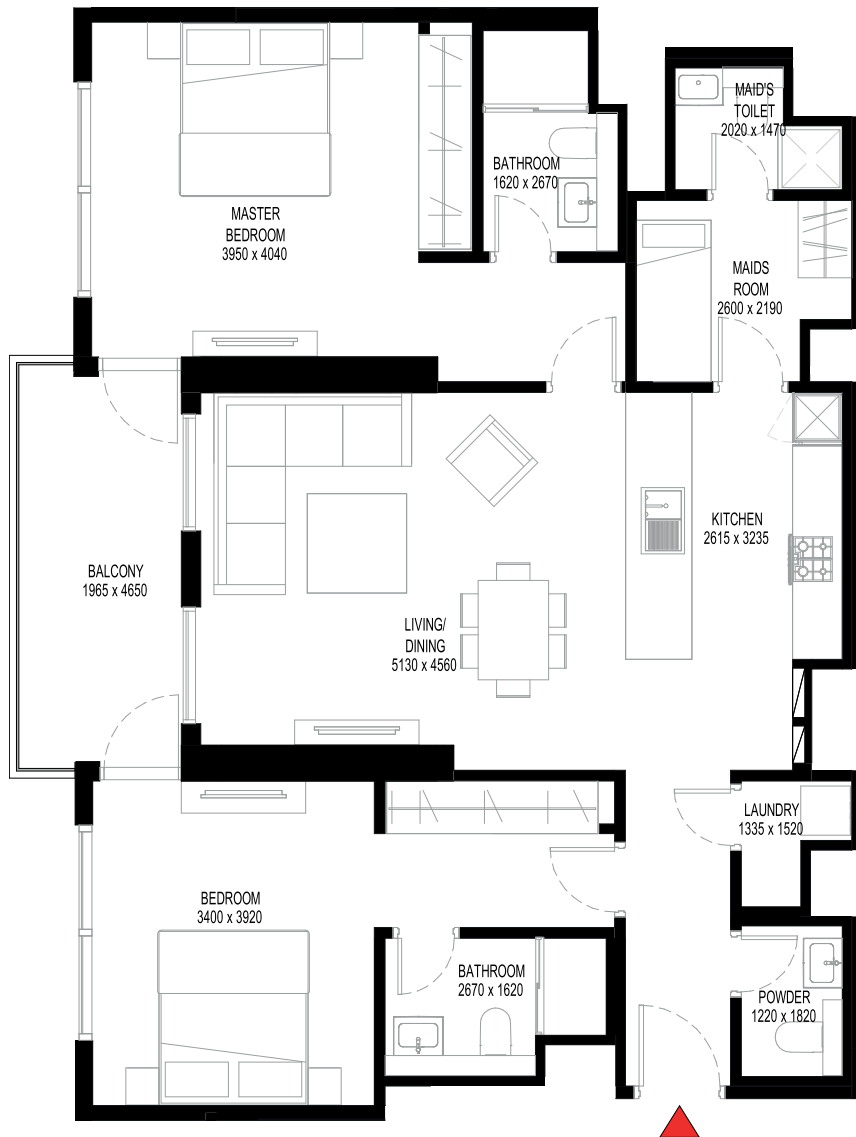 MAID'S
TOILET
2020 x 1470
BATHROOM
1620 x 2670
MASTER
BEDROOM
3950 x 4040
MAIDS
ROOM
2600 x 2190
KITCHEN
2615 x 3235
BALCONY
1965 x 4650
LIVING/
DINING
5130 x 4560
LAUNDRY
1335 x 1520
BEDROOM
3400 x 3920
BATHROOM
2670 x 1620
POWDER
1220 x 1820